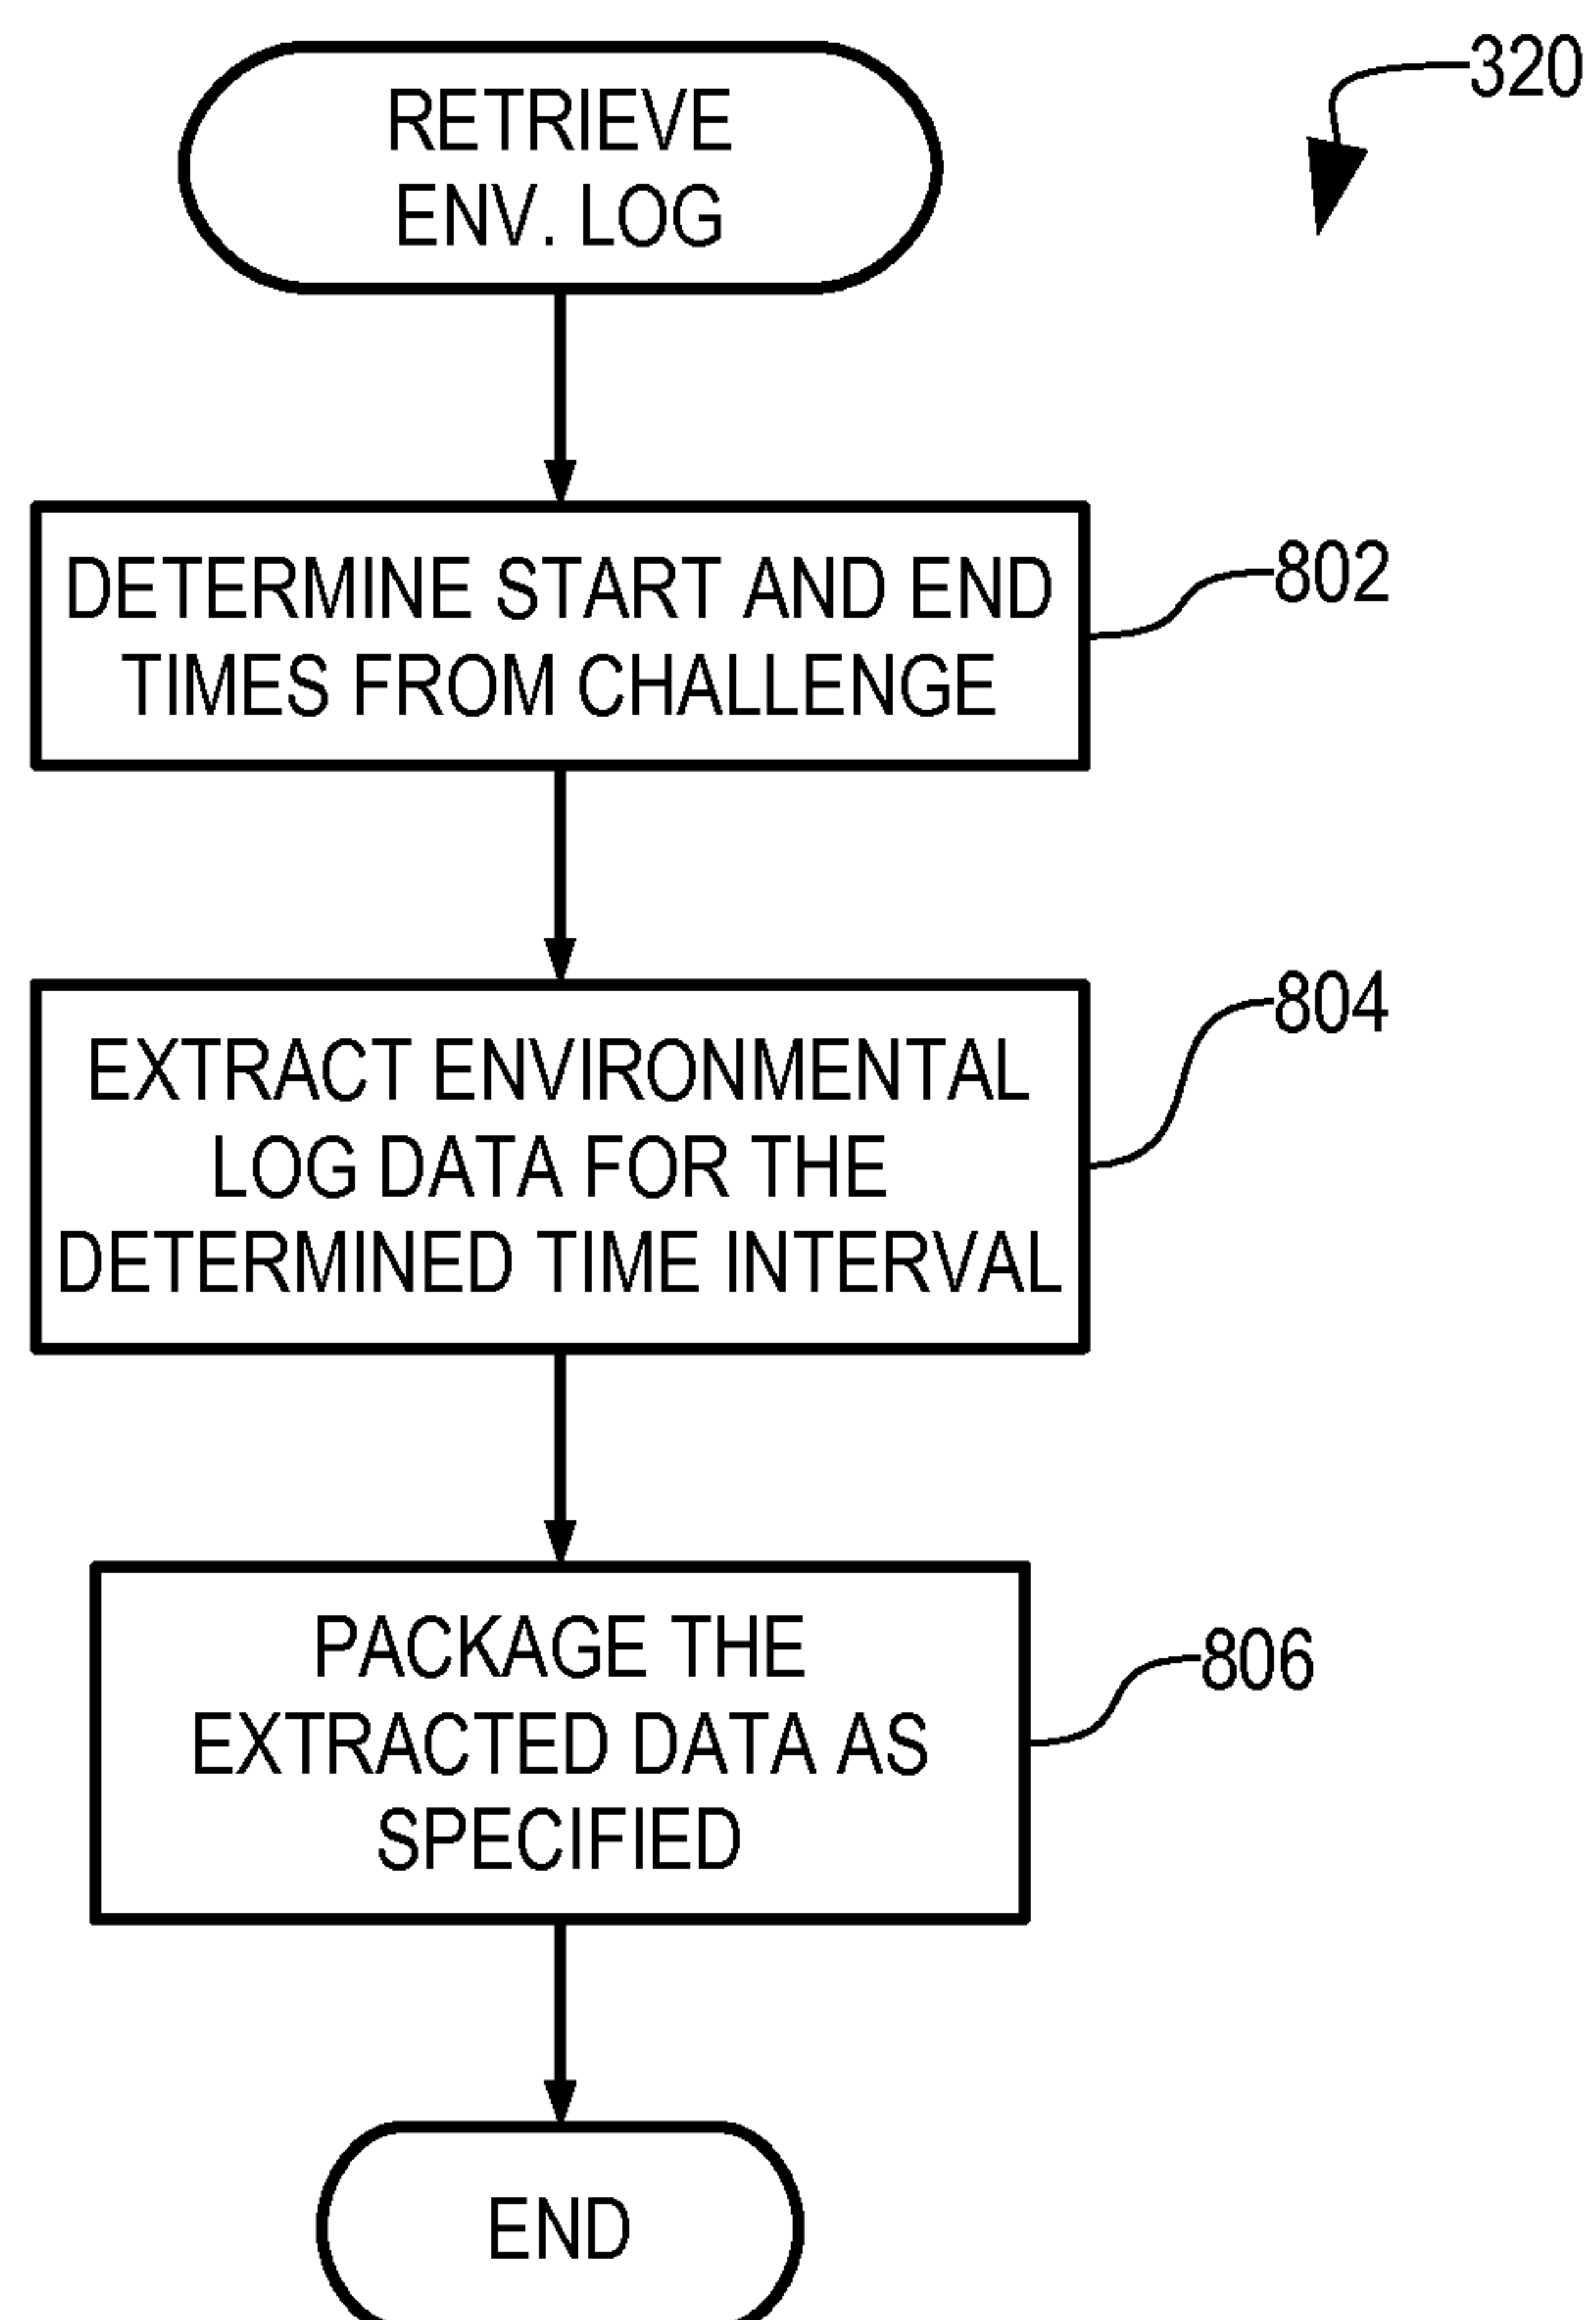 RETRIEVE
ENV. LOG
320
DETERMINE START AND END
TIMES FROM CHALLENGE
802
EXTRACT ENVIRONMENTAL
LOG DATA FOR THE
DETERMINED TIME INTERVAL
804
PACKAGE THE
EXTRACTED DATA AS
SPECIFIED
806
END